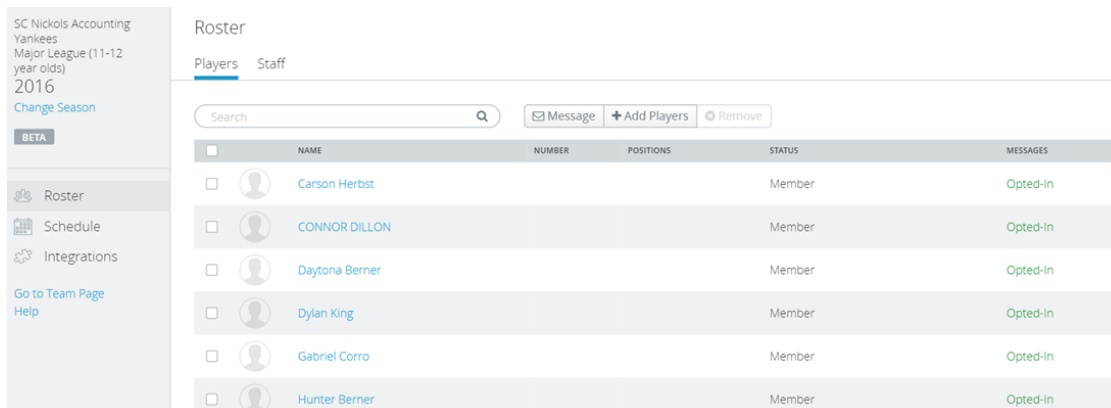 SC Nickols Accounting
Yankees
Major League (11-12
year olds)
2016
Change Season
BETA
Roster
Schedule
Integrations
Go to Team Page
Help
Roster
Players Staff
Search Message Add Players Remove
NAME NUMBER POSITIONS STATUS MESSAGES
Carson Herbst Member Opted-In
CONNOR DILLON Member Opted-In
Daytona Berner Member Opted-In
Dylan King Member Opted-In
Gabriel Corro Member Opted-In
Hunter Berner Member Opted-In